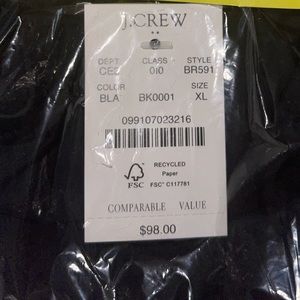 J.CREW
DEPT. CLASS STYLE
CE2 010 BR591
COLOR SIZE
BLA BK0001 XL
099107023216
RECYCLED
Paper
FSC FSC® C117781
COMPARABLE VALUE
$98.00